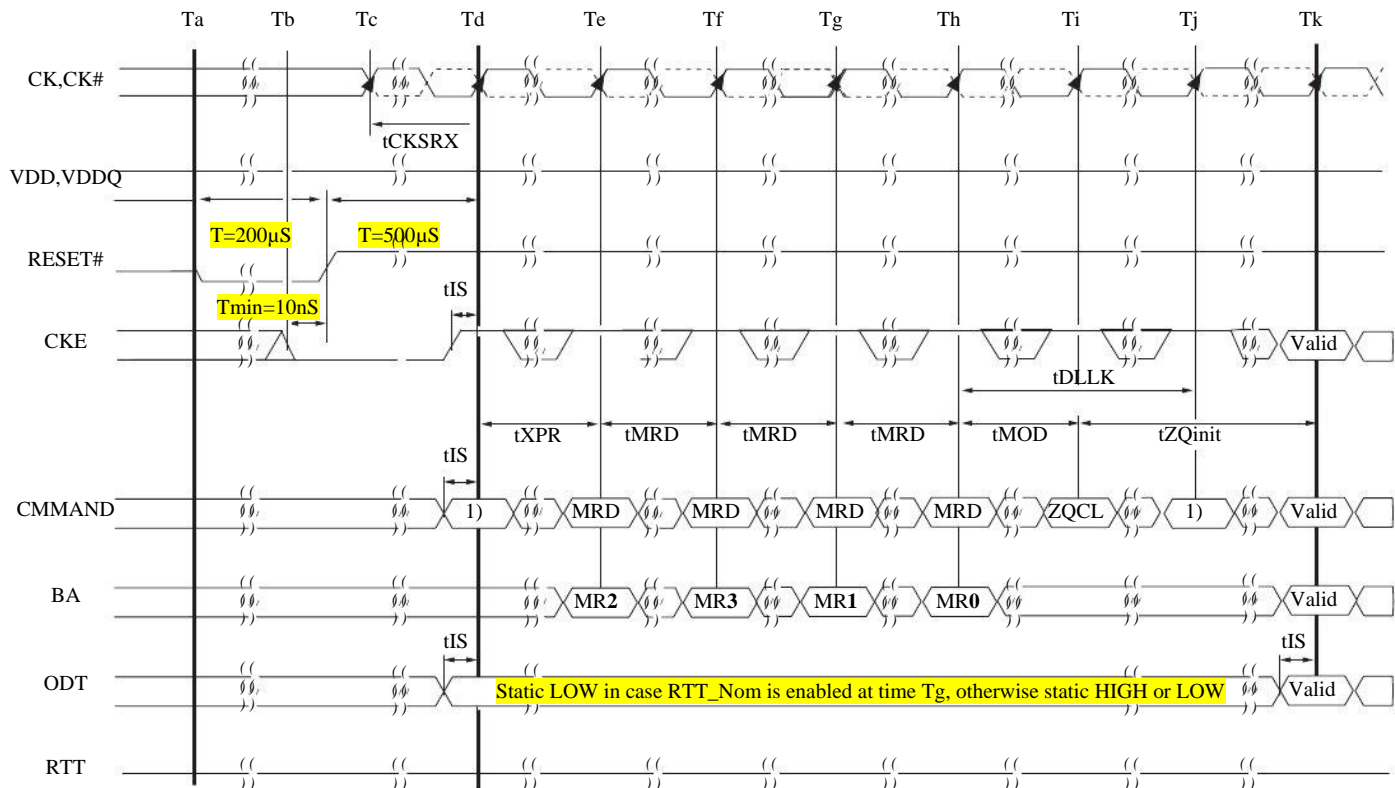 Ta Tb Tc Td Te Tf Tg Th Ti Tj Tk
CK,CK#
tCKSRX
VDD,VDDQ
T=200µS T=500µS
RESET#
Tmin=10nS tIS
CKE Valid
tDLLK
tXPR tMRD tMRD tMRD tMOD tZQinit
tIS
CMMAND 1) MRD MRD MRD MRD ZQCL 1) Valid
BA MR2 MR3 MR1 MR0 Valid
tIS tIS
ODT Static LOW in case RTT_Nom is enabled at time Tg, otherwise static HIGH or LOW Valid
RTT